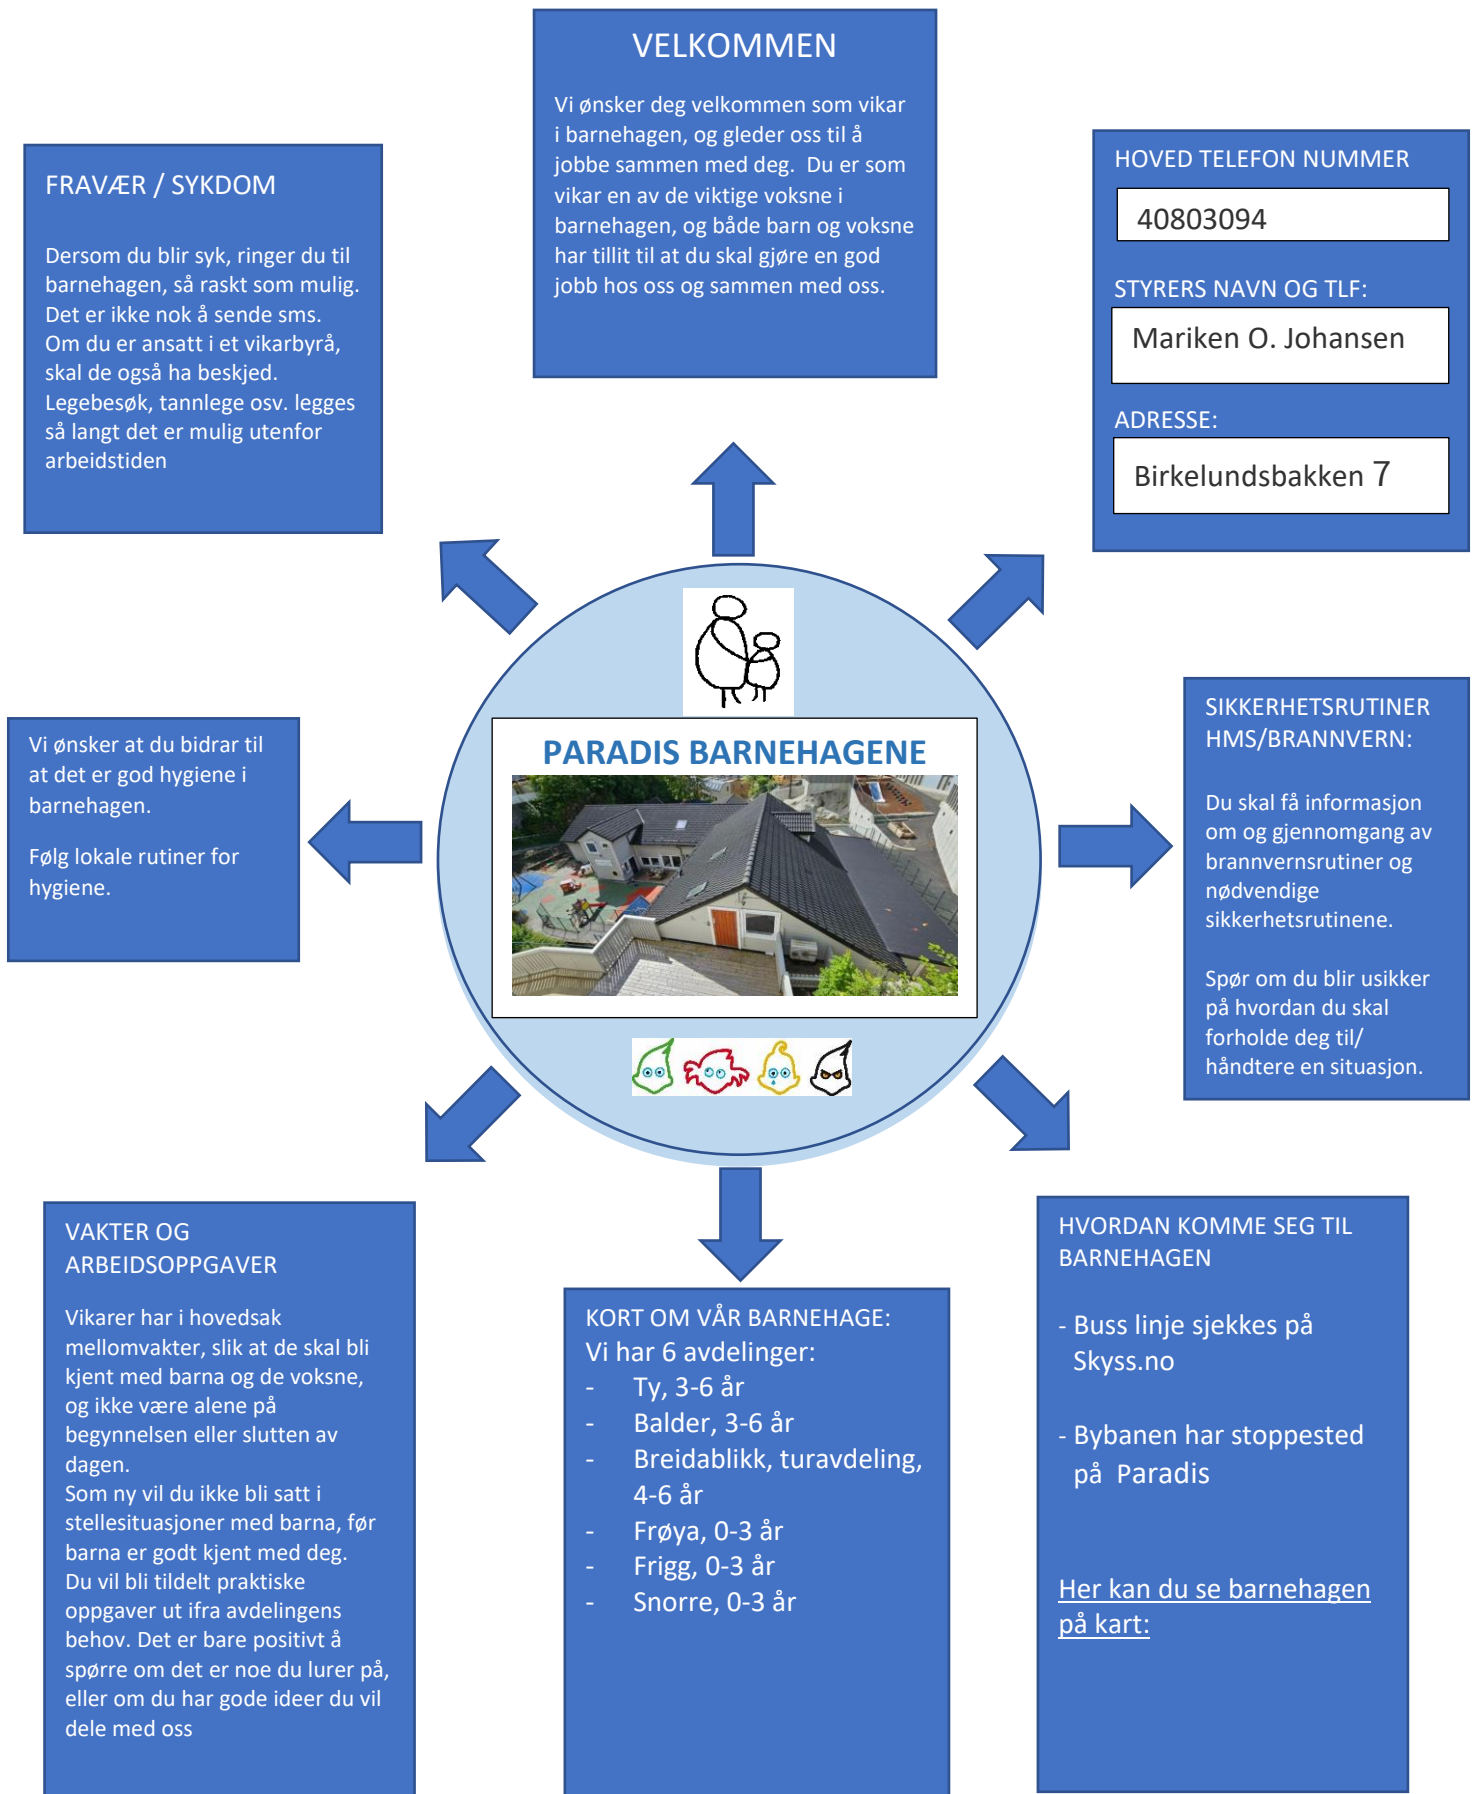 VELKOMMEN
Vi ønsker deg velkommen som vikar
i barnehagen, og gleder oss til å
jobbe sammen med deg.  Du er som
vikar en av de viktige voksne i
barnehagen, og både barn og voksne
har tillit til at du skal gjøre en god
jobb hos oss og sammen med oss.
FRAVÆR / SYKDOM
Dersom du blir syk, ringer du til
barnehagen, så raskt som mulig.
Det er ikke nok å sende sms.
Om du er ansatt i et vikarbyrå,
skal de også ha beskjed.
Legebesøk, tannlege osv. legges
så langt det er mulig utenfor
arbeidstiden
HOVED TELEFON NUMMER
40803094
STYRERS NAVN OG TLF:
Mariken O. Johansen
ADRESSE:
Birkelundsbakken 7
Vi ønsker at du bidrar til
at det er god hygiene i
barnehagen.
Følg lokale rutiner for
hygiene.
PARADIS BARNEHAGENE
SIKKERHETSRUTINER
HMS/BRANNVERN:
Du skal få informasjon
om og gjennomgang av
brannvernsrutiner og
nødvendige
sikkerhetsrutinene.
Spør om du blir usikker
på hvordan du skal
forholde deg til/
håndtere en situasjon.
VAKTER OG
ARBEIDSOPPGAVER
Vikarer har i hovedsak
mellomvakter, slik at de skal bli
kjent med barna og de voksne,
og ikke være alene på
begynnelsen eller slutten av
dagen.
Som ny vil du ikke bli satt i
stellesituasjoner med barna, før
barna er godt kjent med deg.
Du vil bli tildelt praktiske
oppgaver ut ifra avdelingens
behov. Det er bare positivt å
spørre om det er noe du lurer på,
eller om du har gode ideer du vil
dele med oss
KORT OM VÅR BARNEHAGE:
Vi har 6 avdelinger:
- Ty, 3-6 år
- Balder, 3-6 år
- Breidablikk, turavdeling,
4-6 år
- Frøya, 0-3 år
- Frigg, 0-3 år
- Snorre, 0-3 år
HVORDAN KOMME SEG TIL
BARNEHAGEN
- Buss linje sjekkes på
Skyss.no
- Bybanen har stoppested
på  Paradis
Her kan du se barnehagen
på kart: